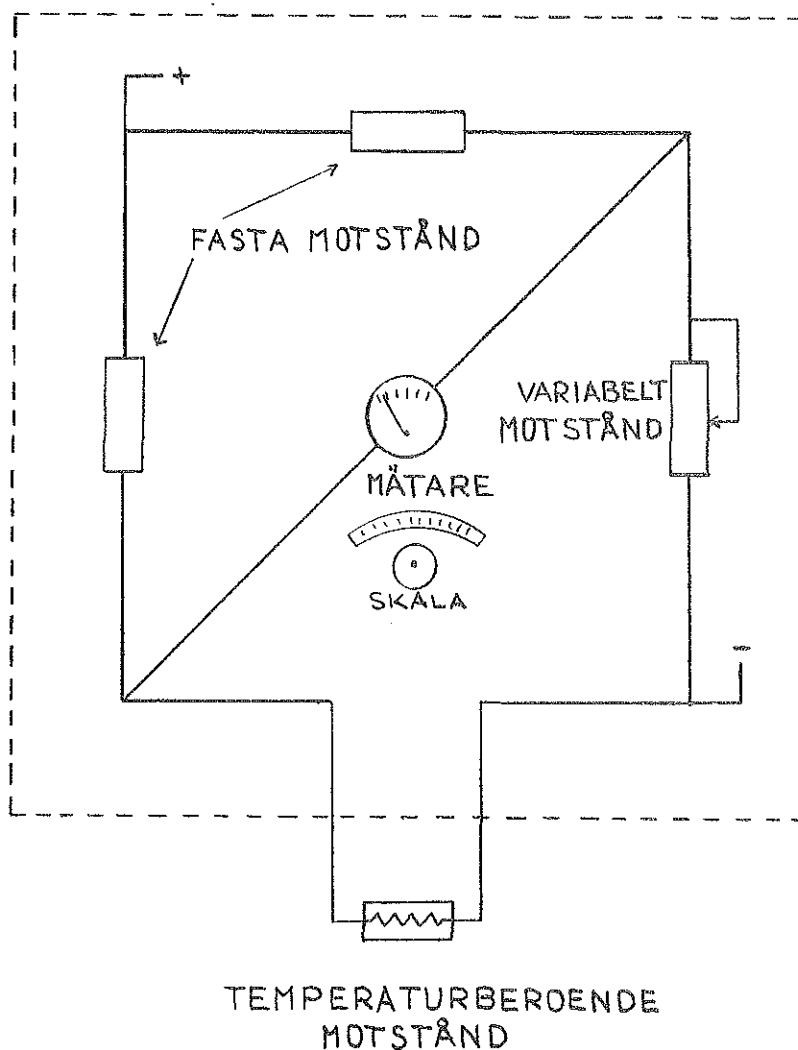 +
FASTA MOTSTÅND
VARIABELT
MOTSTÅND
MÄTARE
SKALA
-
TEMPERATURBEROENDE
MOTSTÅND